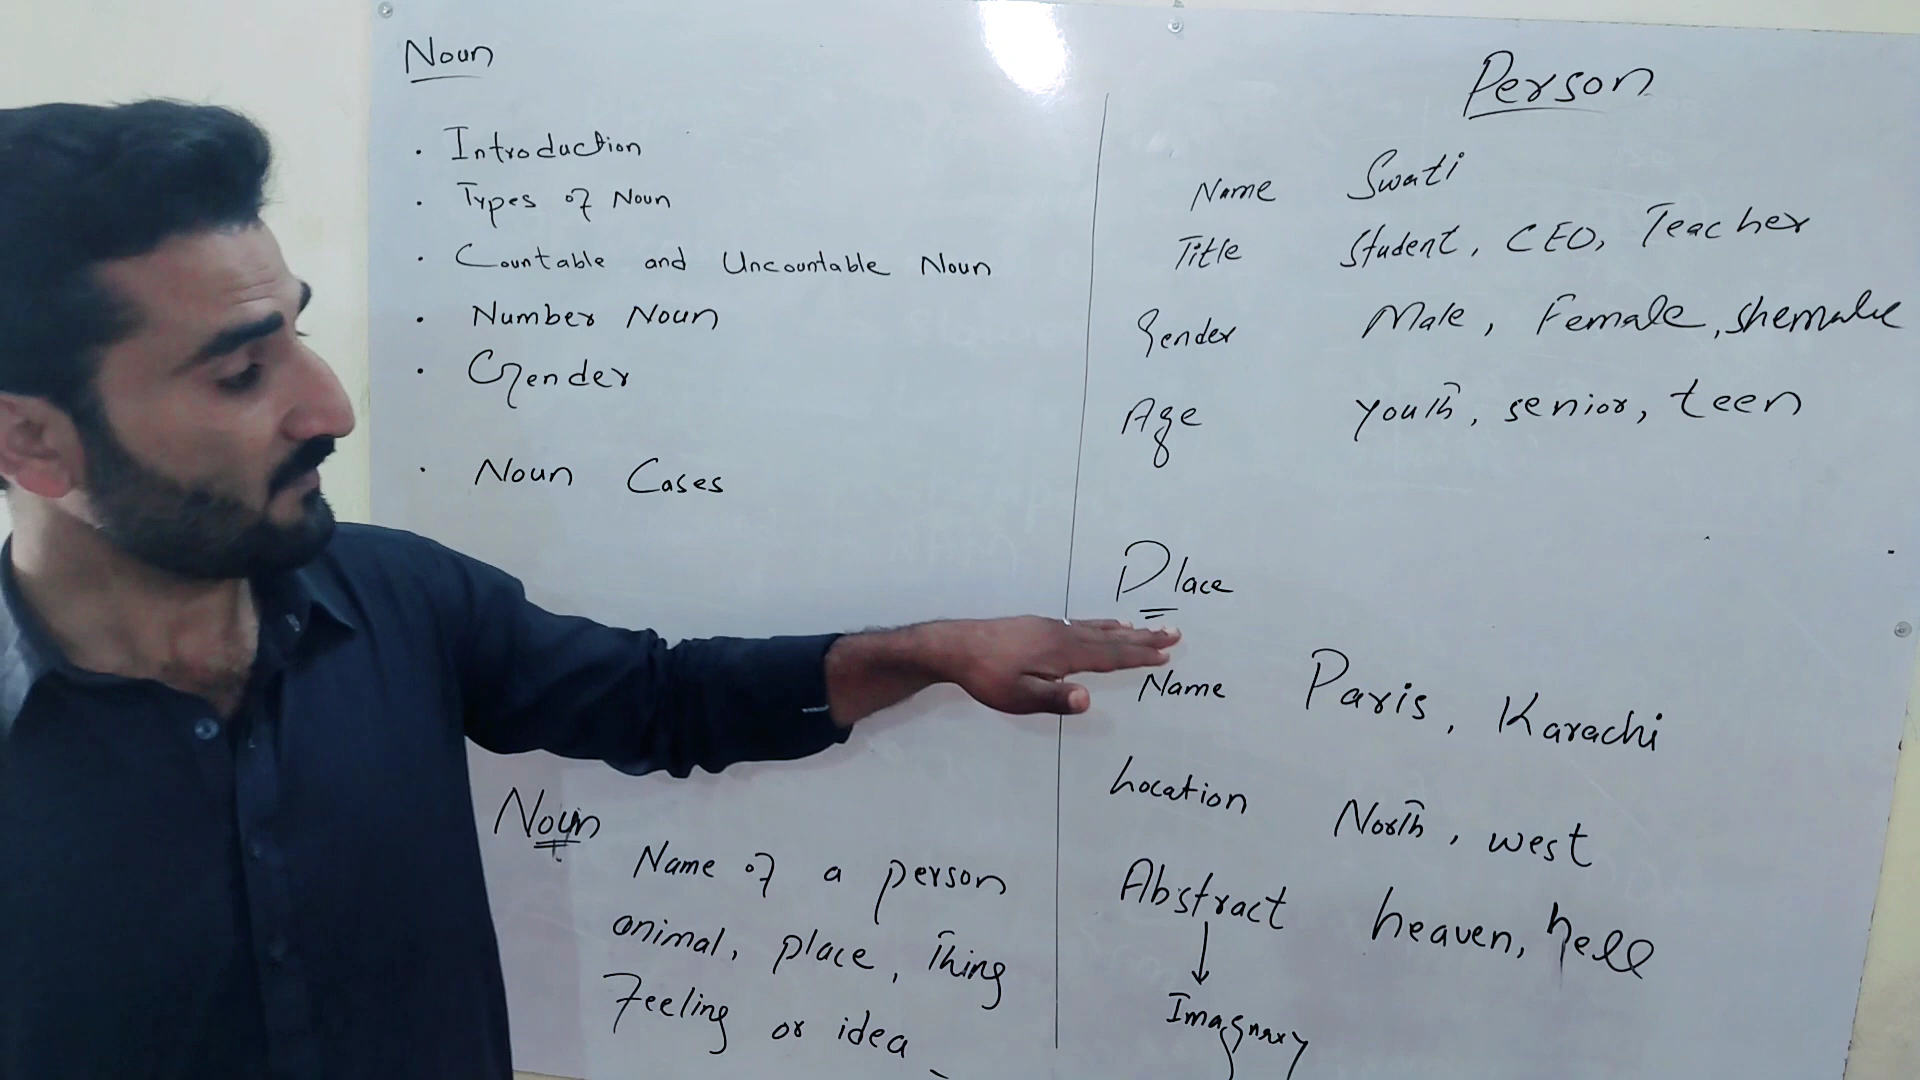 Noun
. Introduction
. Types of Noun
. Countable and Uncountable Noun
. Number Noun
. Gender
. Noun Cases
Noun
Name of a person
animal, place, Thing
Feeling or idea
Person
Name Swati
Title Student, CEO, Teacher
Gender Male, Female, shemale
Age youth, senior, teen
Place
Name Paris, Karachi
Location North, west
Abstract heaven, hell
↓
Imagnary